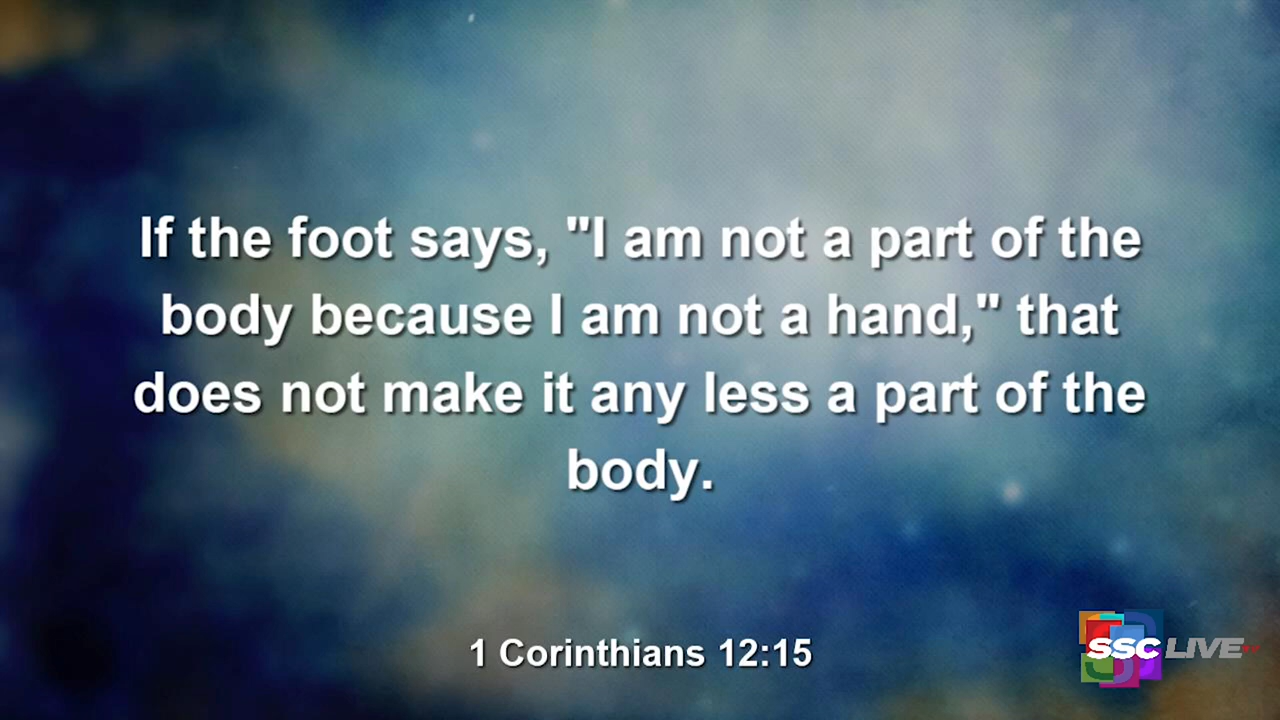 If the foot says, "I am not a part of the
body because I am not a hand," that
does not make it any less a part of the
body.
1 Corinthians 12:15
SSC LIVE